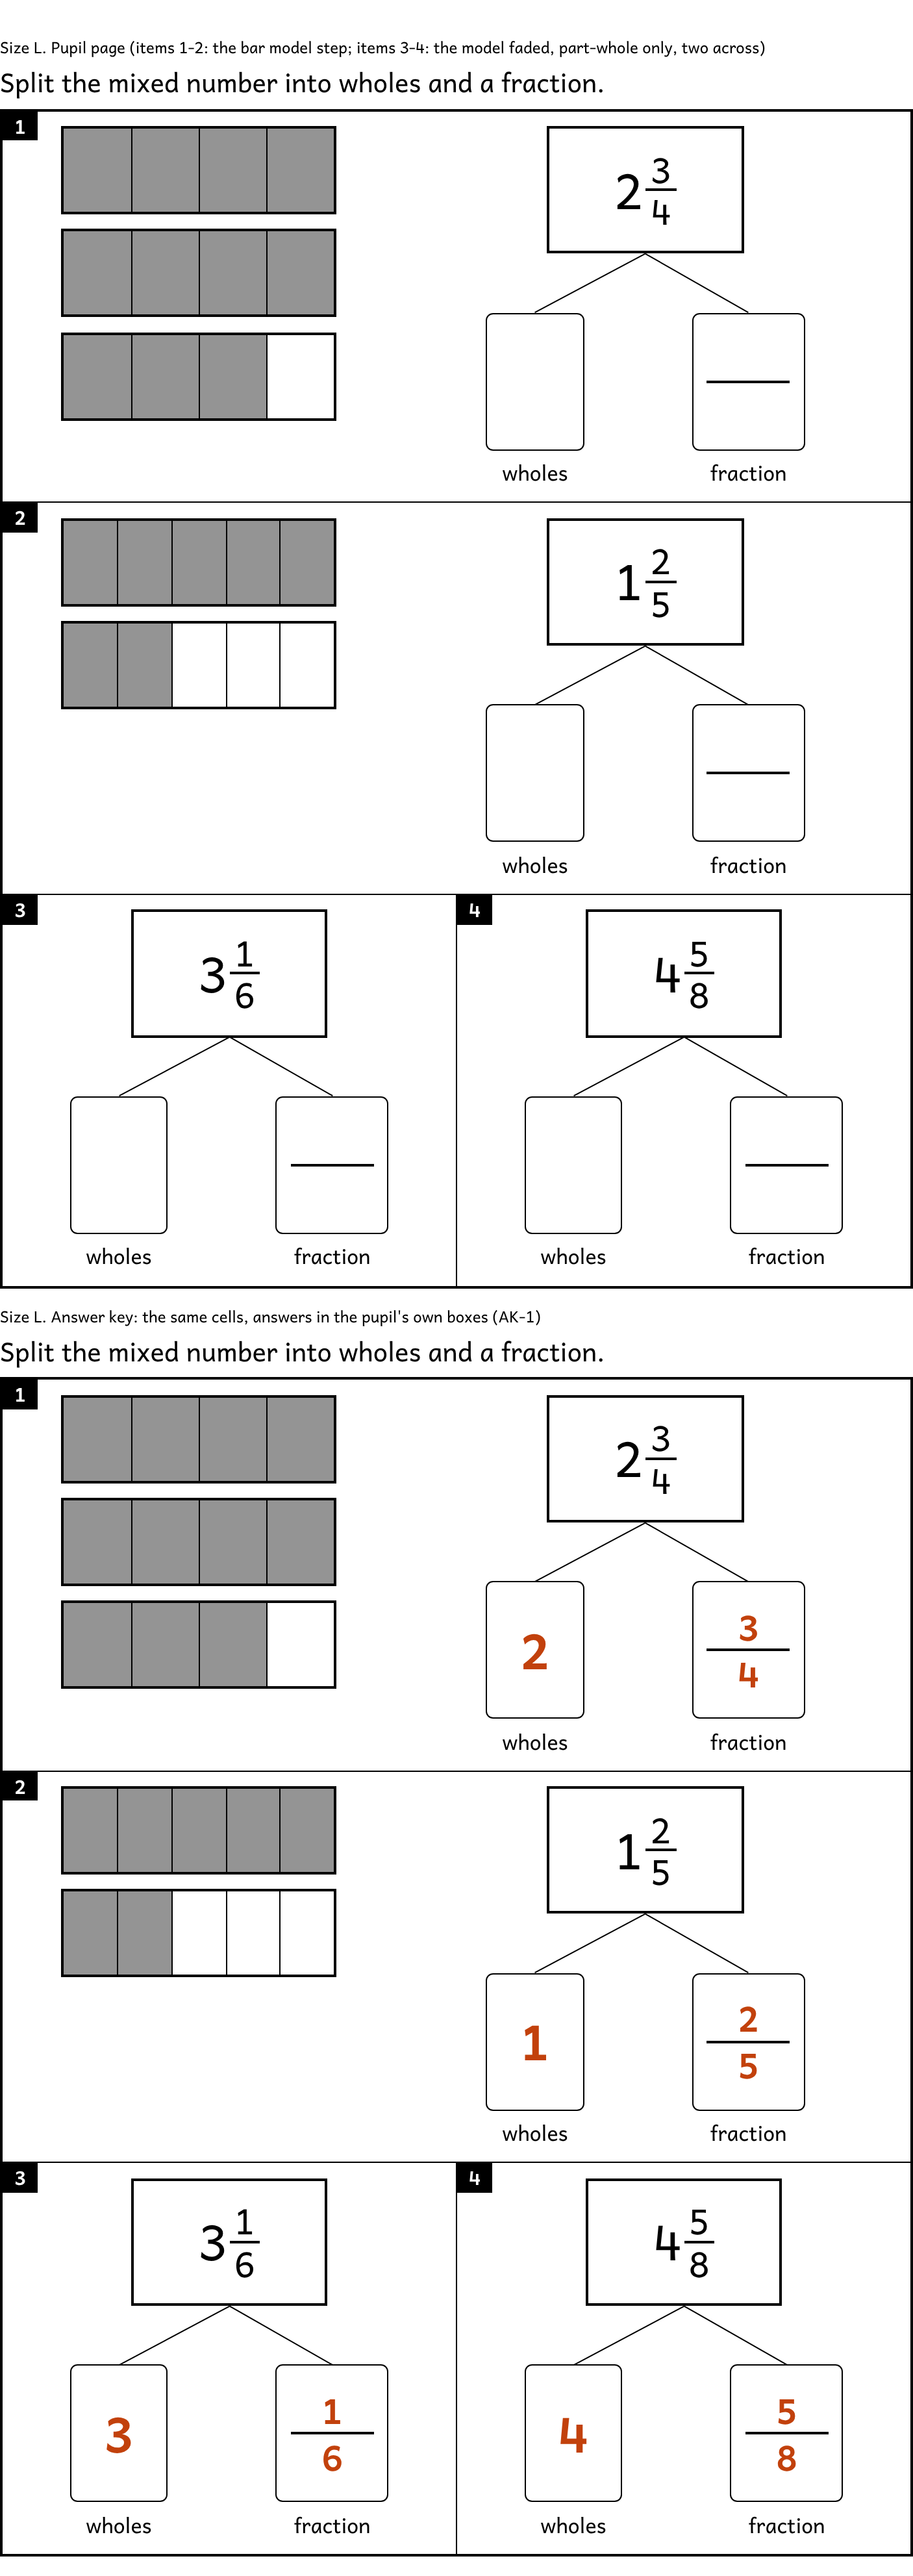 Size L. Pupil page (items 1-2: the bar model step; items 3-4: the model faded, part-whole only, two across)
Split the mixed number into wholes and a fraction.
1
2 3/4
wholes fraction
2
1 2/5
wholes fraction
3 4
3 1/6 4 5/8
wholes fraction wholes fraction
Size L. Answer key: the same cells, answers in the pupil's own boxes (AK-1)
Split the mixed number into wholes and a fraction.
1
2 3/4
2 3/4
wholes fraction
2
1 2/5
1 2/5
wholes fraction
3 4
3 1/6 4 5/8
3 1/6 4 5/8
wholes fraction wholes fraction